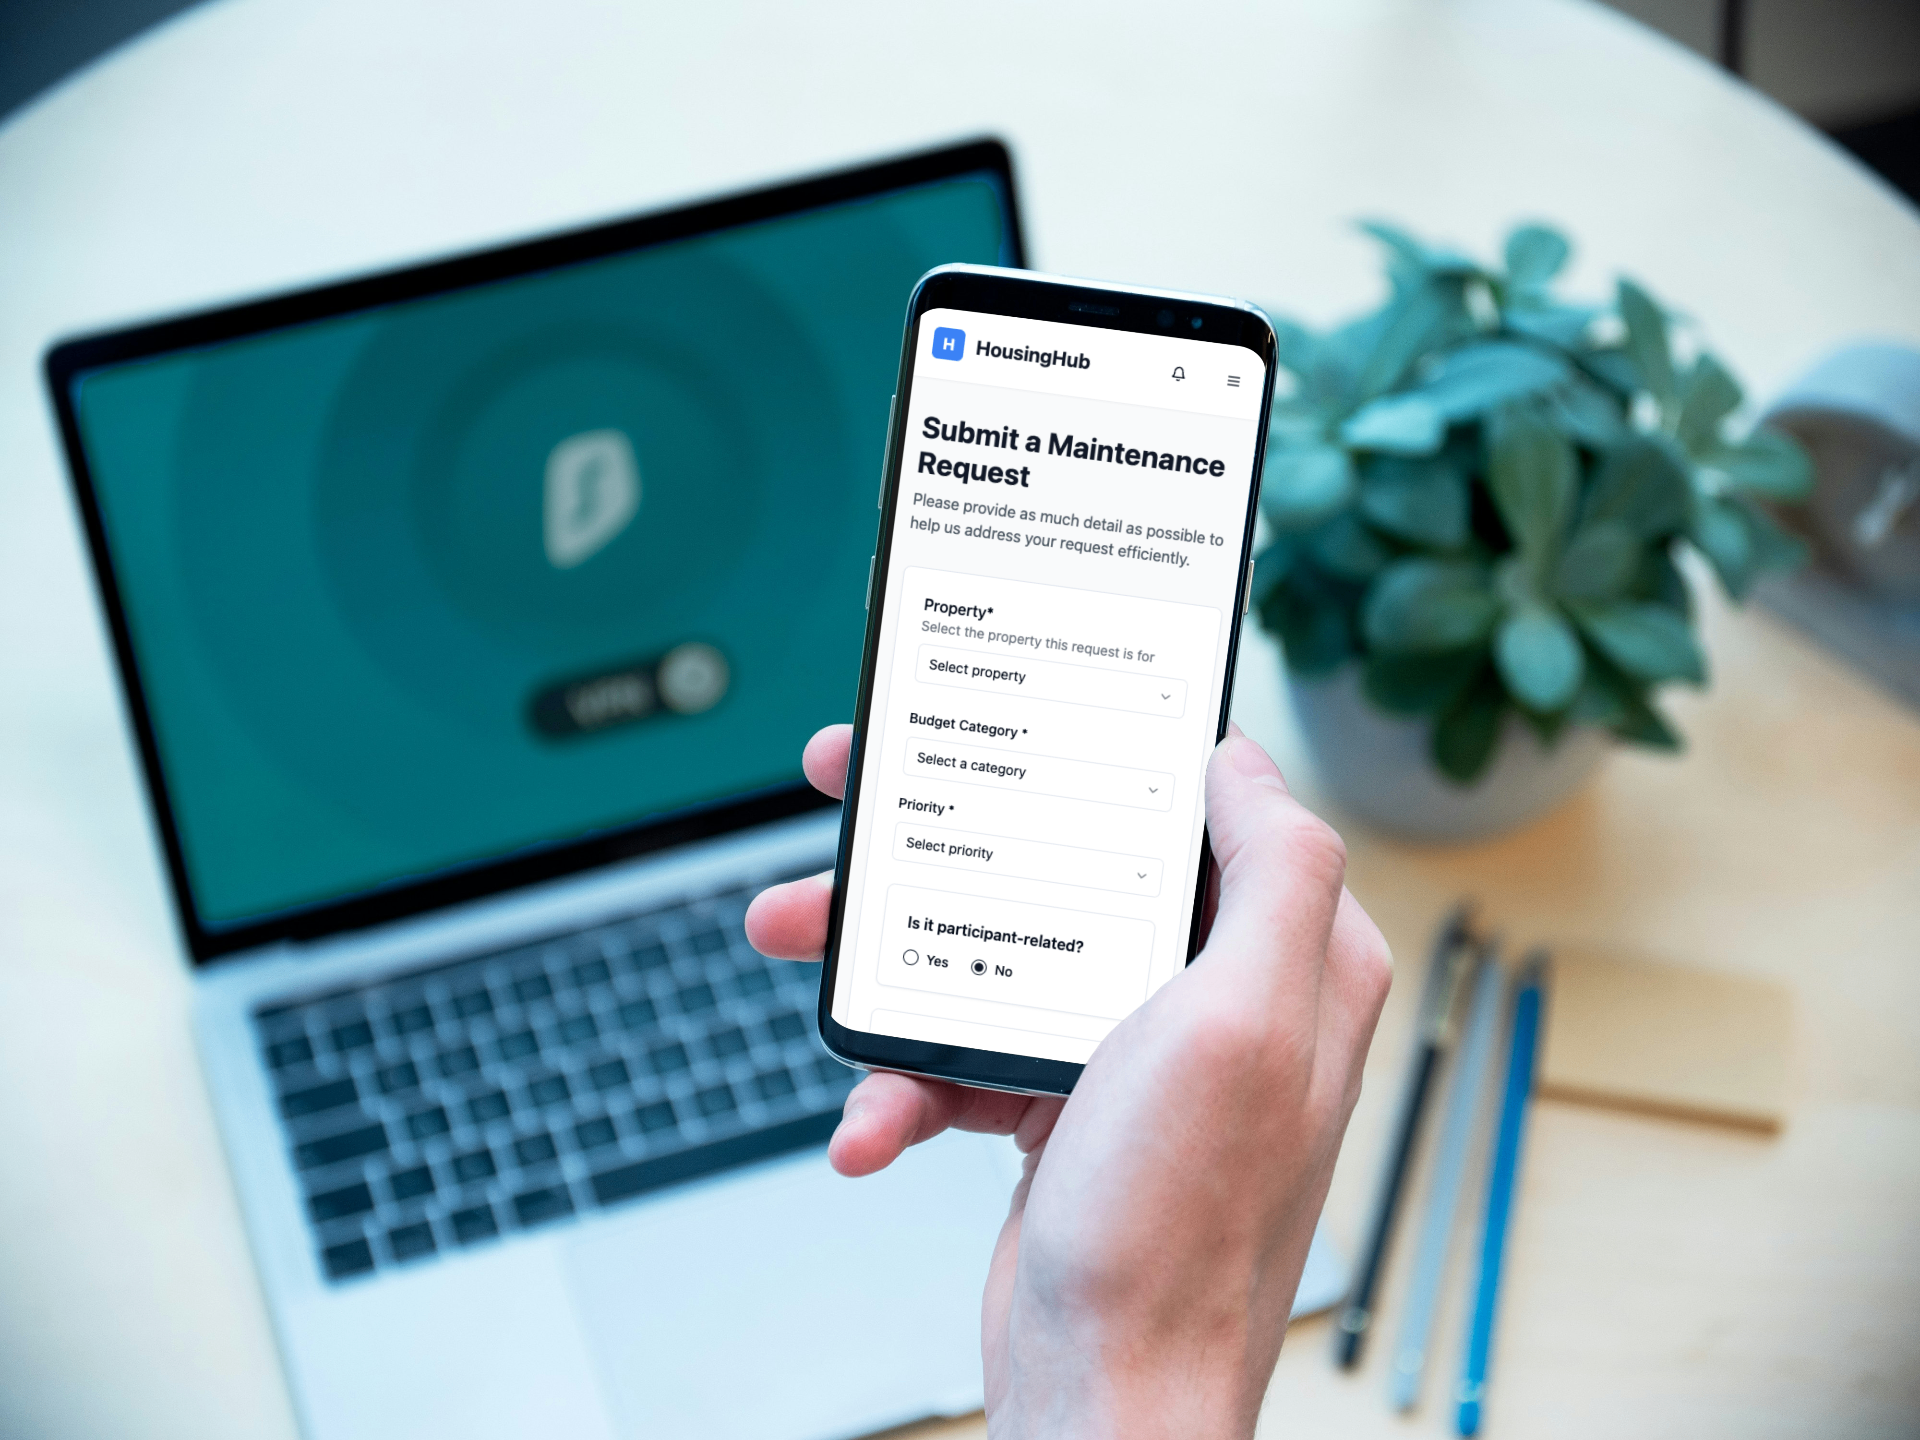 H HousingHub
Submit a Maintenance
Request
Please provide as much detail as possible to
help us address your request efficiently.
Property*
Select the property this request is for
Select property
Budget Category *
Select a category
Priority *
Select priority
Is it participant-related?
Yes No